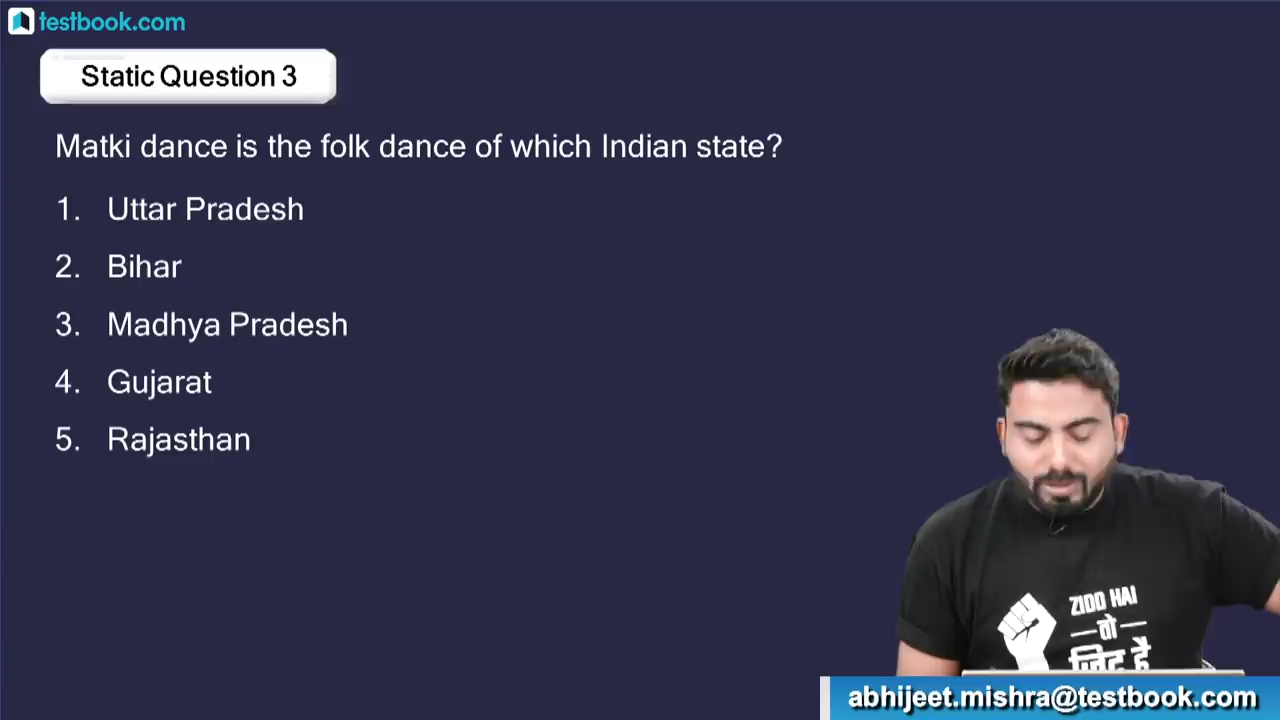 testbook.com
Static Question 3
Matki dance is the folk dance of which Indian state?
1. Uttar Pradesh
2. Bihar
3. Madhya Pradesh
4. Gujarat
5. Rajasthan
ZIDD HAI
— तो —
ज़िद है
abhijeet.mishra@testbook.com